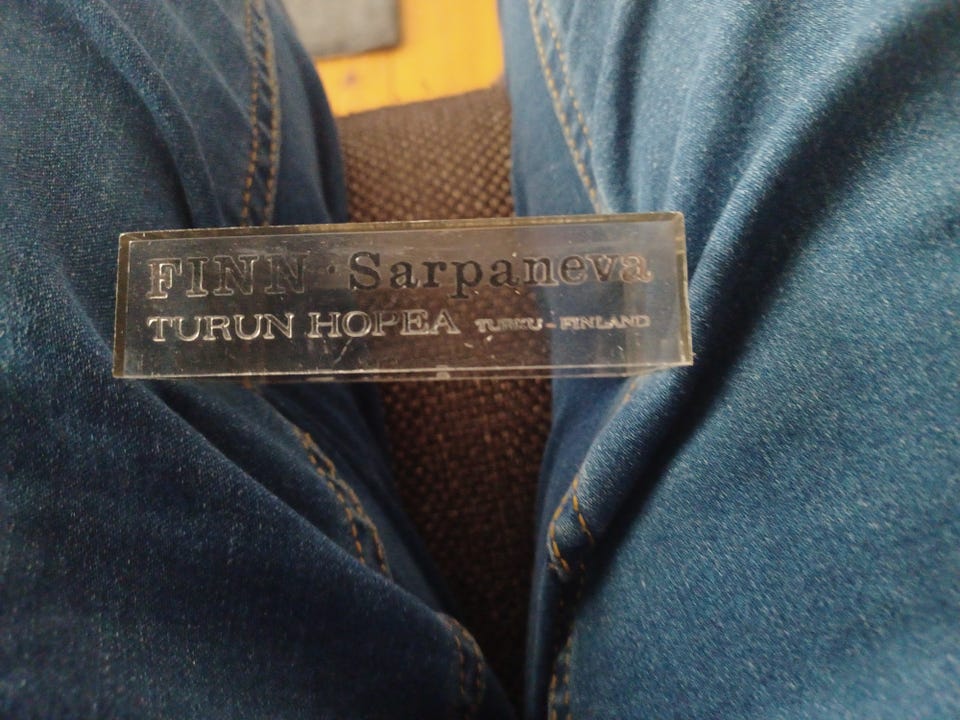 FINN · Sarpaneva
TURUN HOPEA TURKU - FINLAND